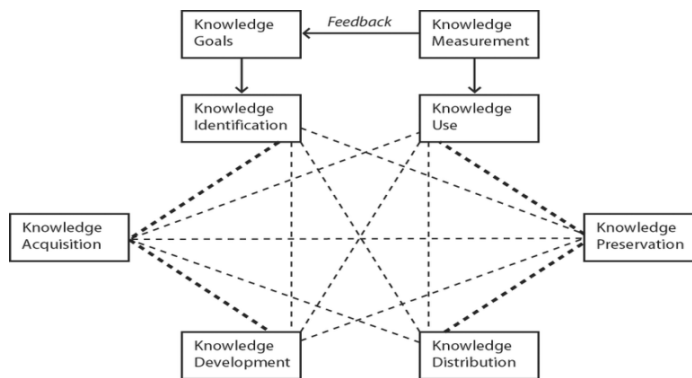 Knowledge
Goals
Feedback
Knowledge
Measurement
Knowledge
Identification
Knowledge
Use
Knowledge
Acquisition
Knowledge
Preservation
Knowledge
Development
Knowledge
Distribution